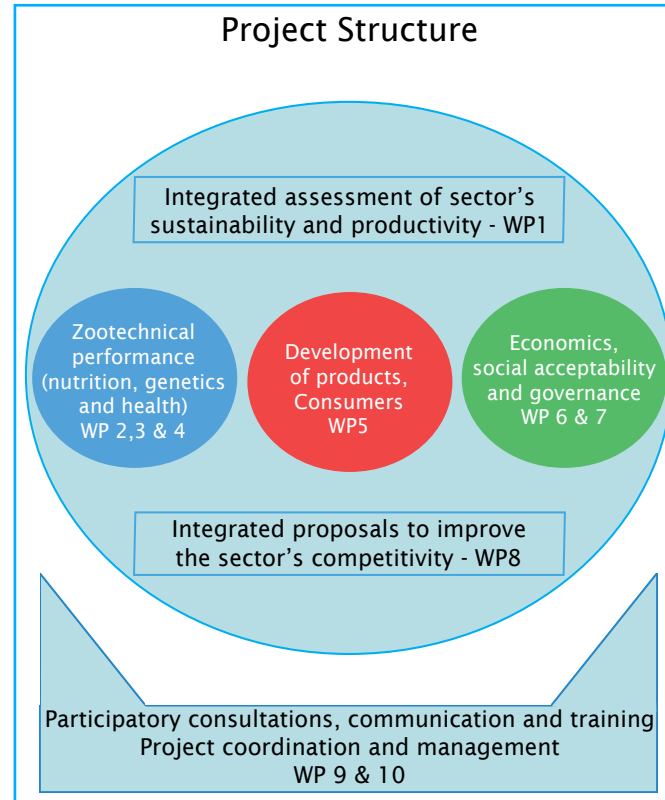 Project Structure
Integrated assessment of sector's
sustainability and productivity - WP1
Zootechnical
performance
(nutrition, genetics
and health)
WP 2,3 & 4
Development
of products,
Consumers
WP5
Economics,
social acceptability
and governance
WP 6 & 7
Integrated proposals to improve
the sector's competitivity - WP8
Participatory consultations, communication and training
Project coordination and management
WP 9 & 10